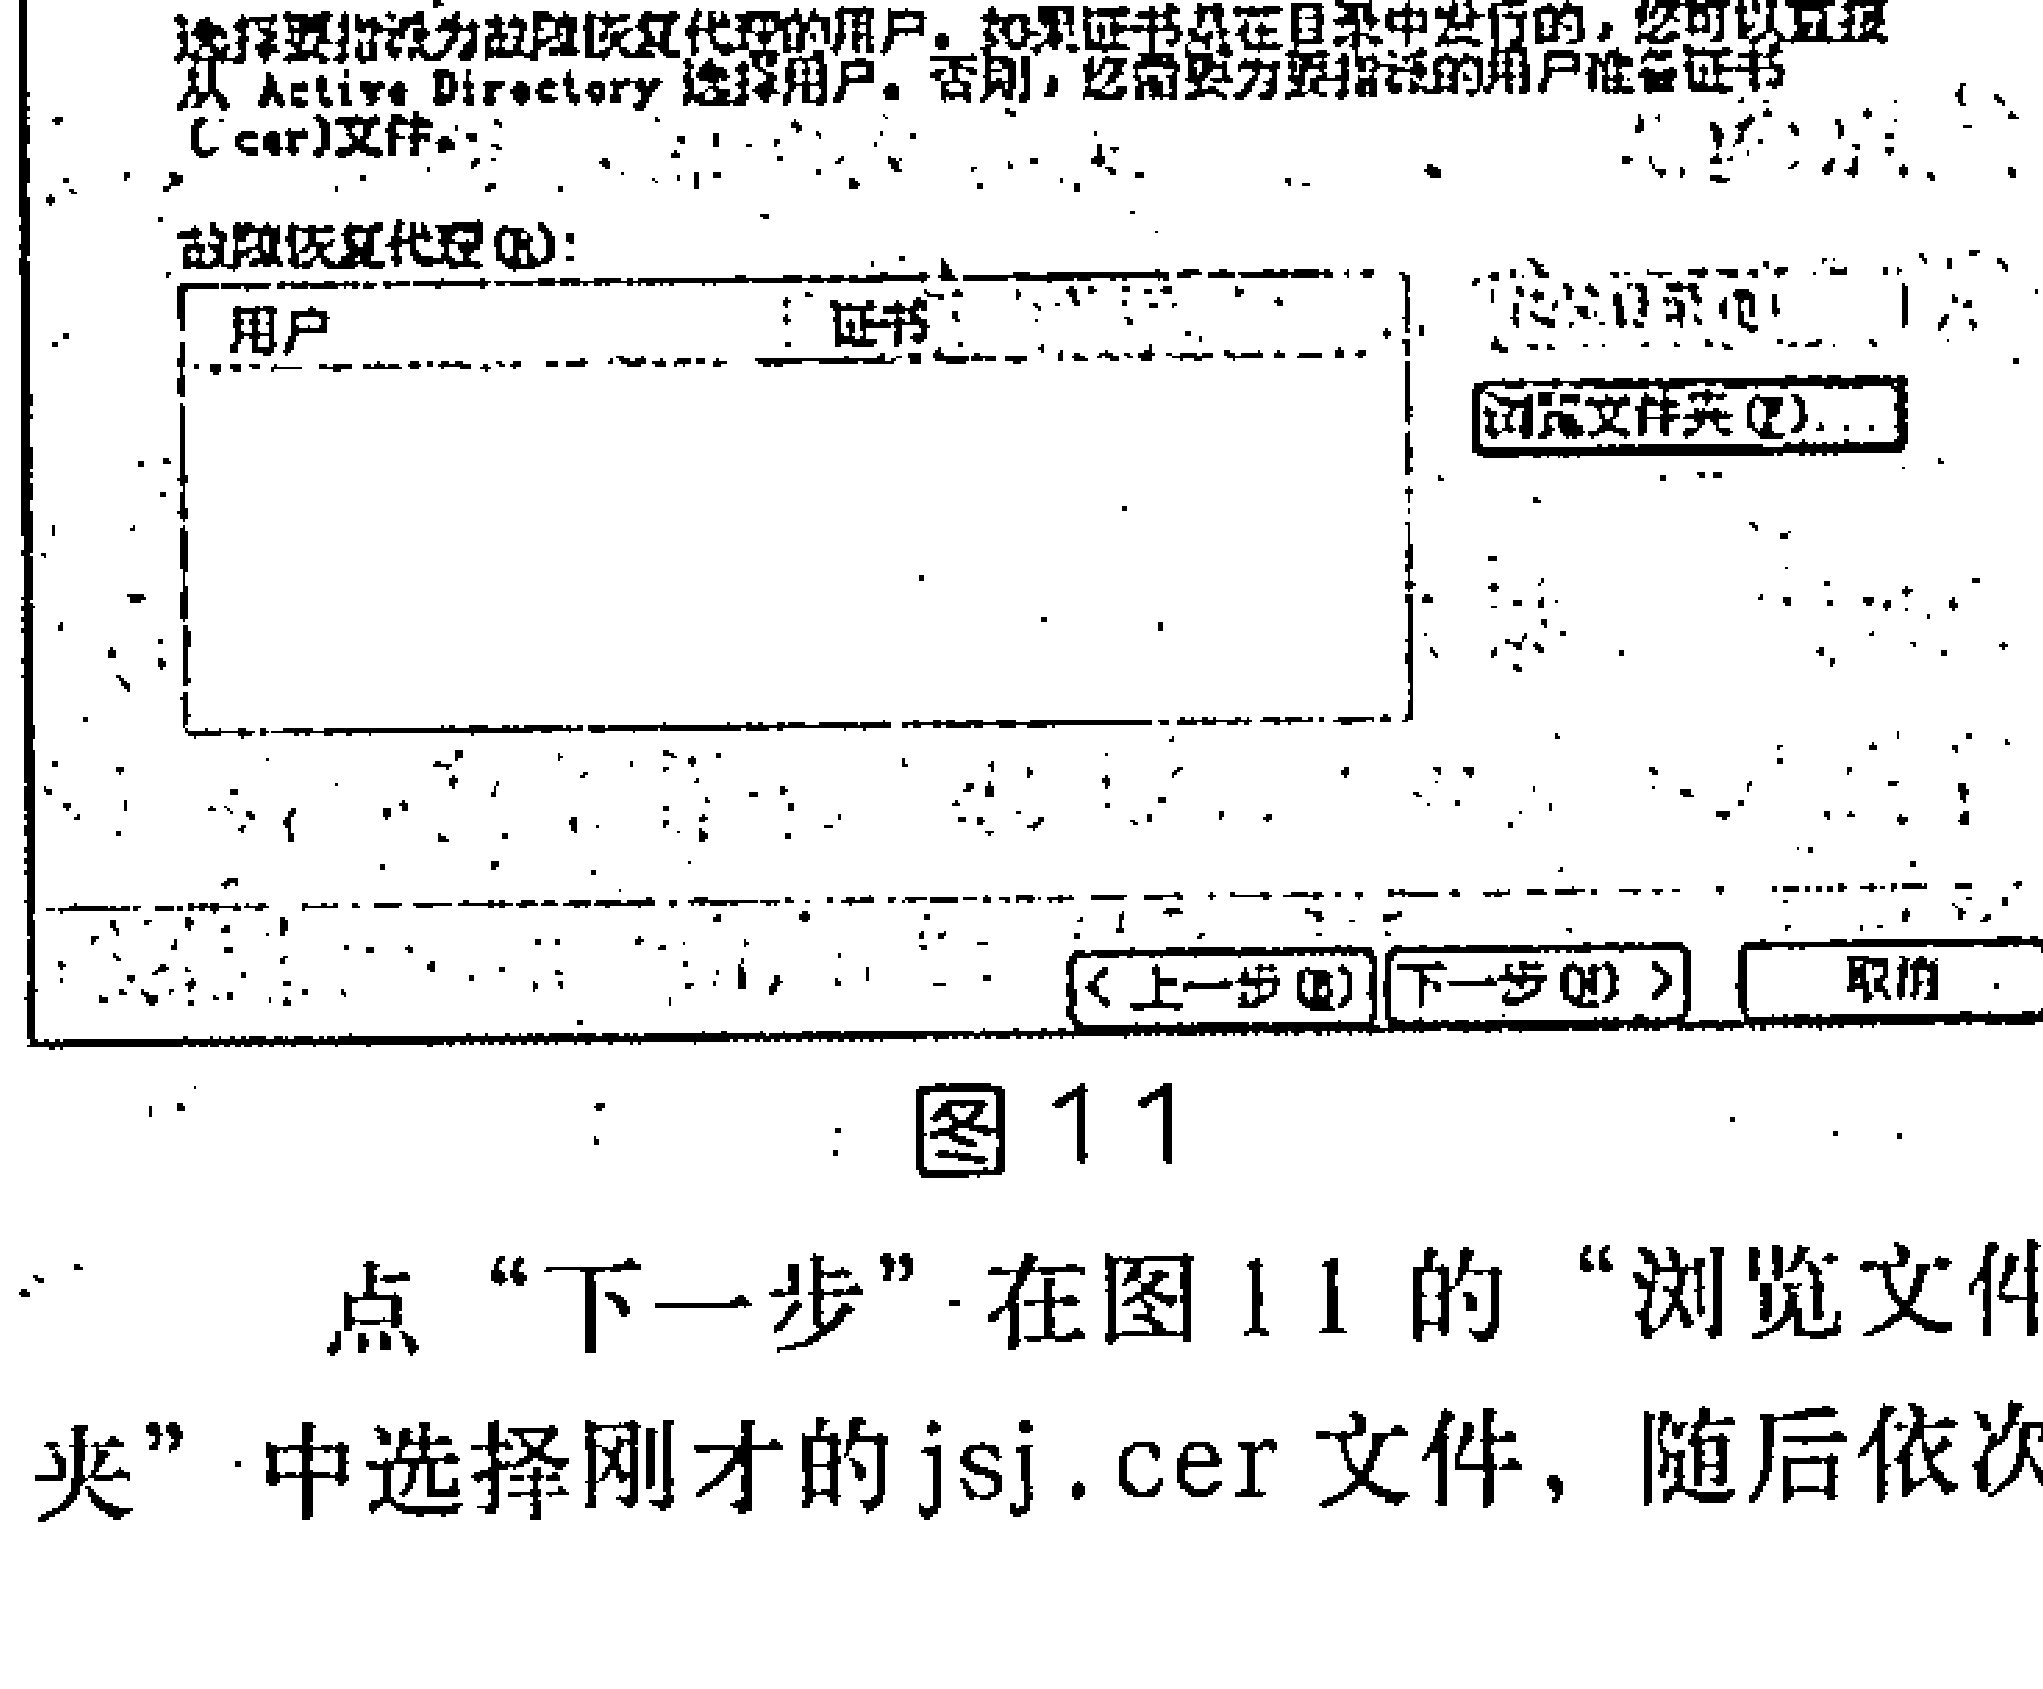 选择要指派为故障恢复代理的用户。如果证书是在目录中发行的，您可以直接
从 Active Directory 选择用户。否则，您需要为要指派的用户准备证书
(cer)文件。
故障恢复代理(R):
用户 证书
浏览文件夹(F)...
< 上一步(B) 下一步(N) > 取消
图 11
点“下一步”在图 11 的“浏览文件
夹”中选择刚才的jsj.cer文件，随后依次